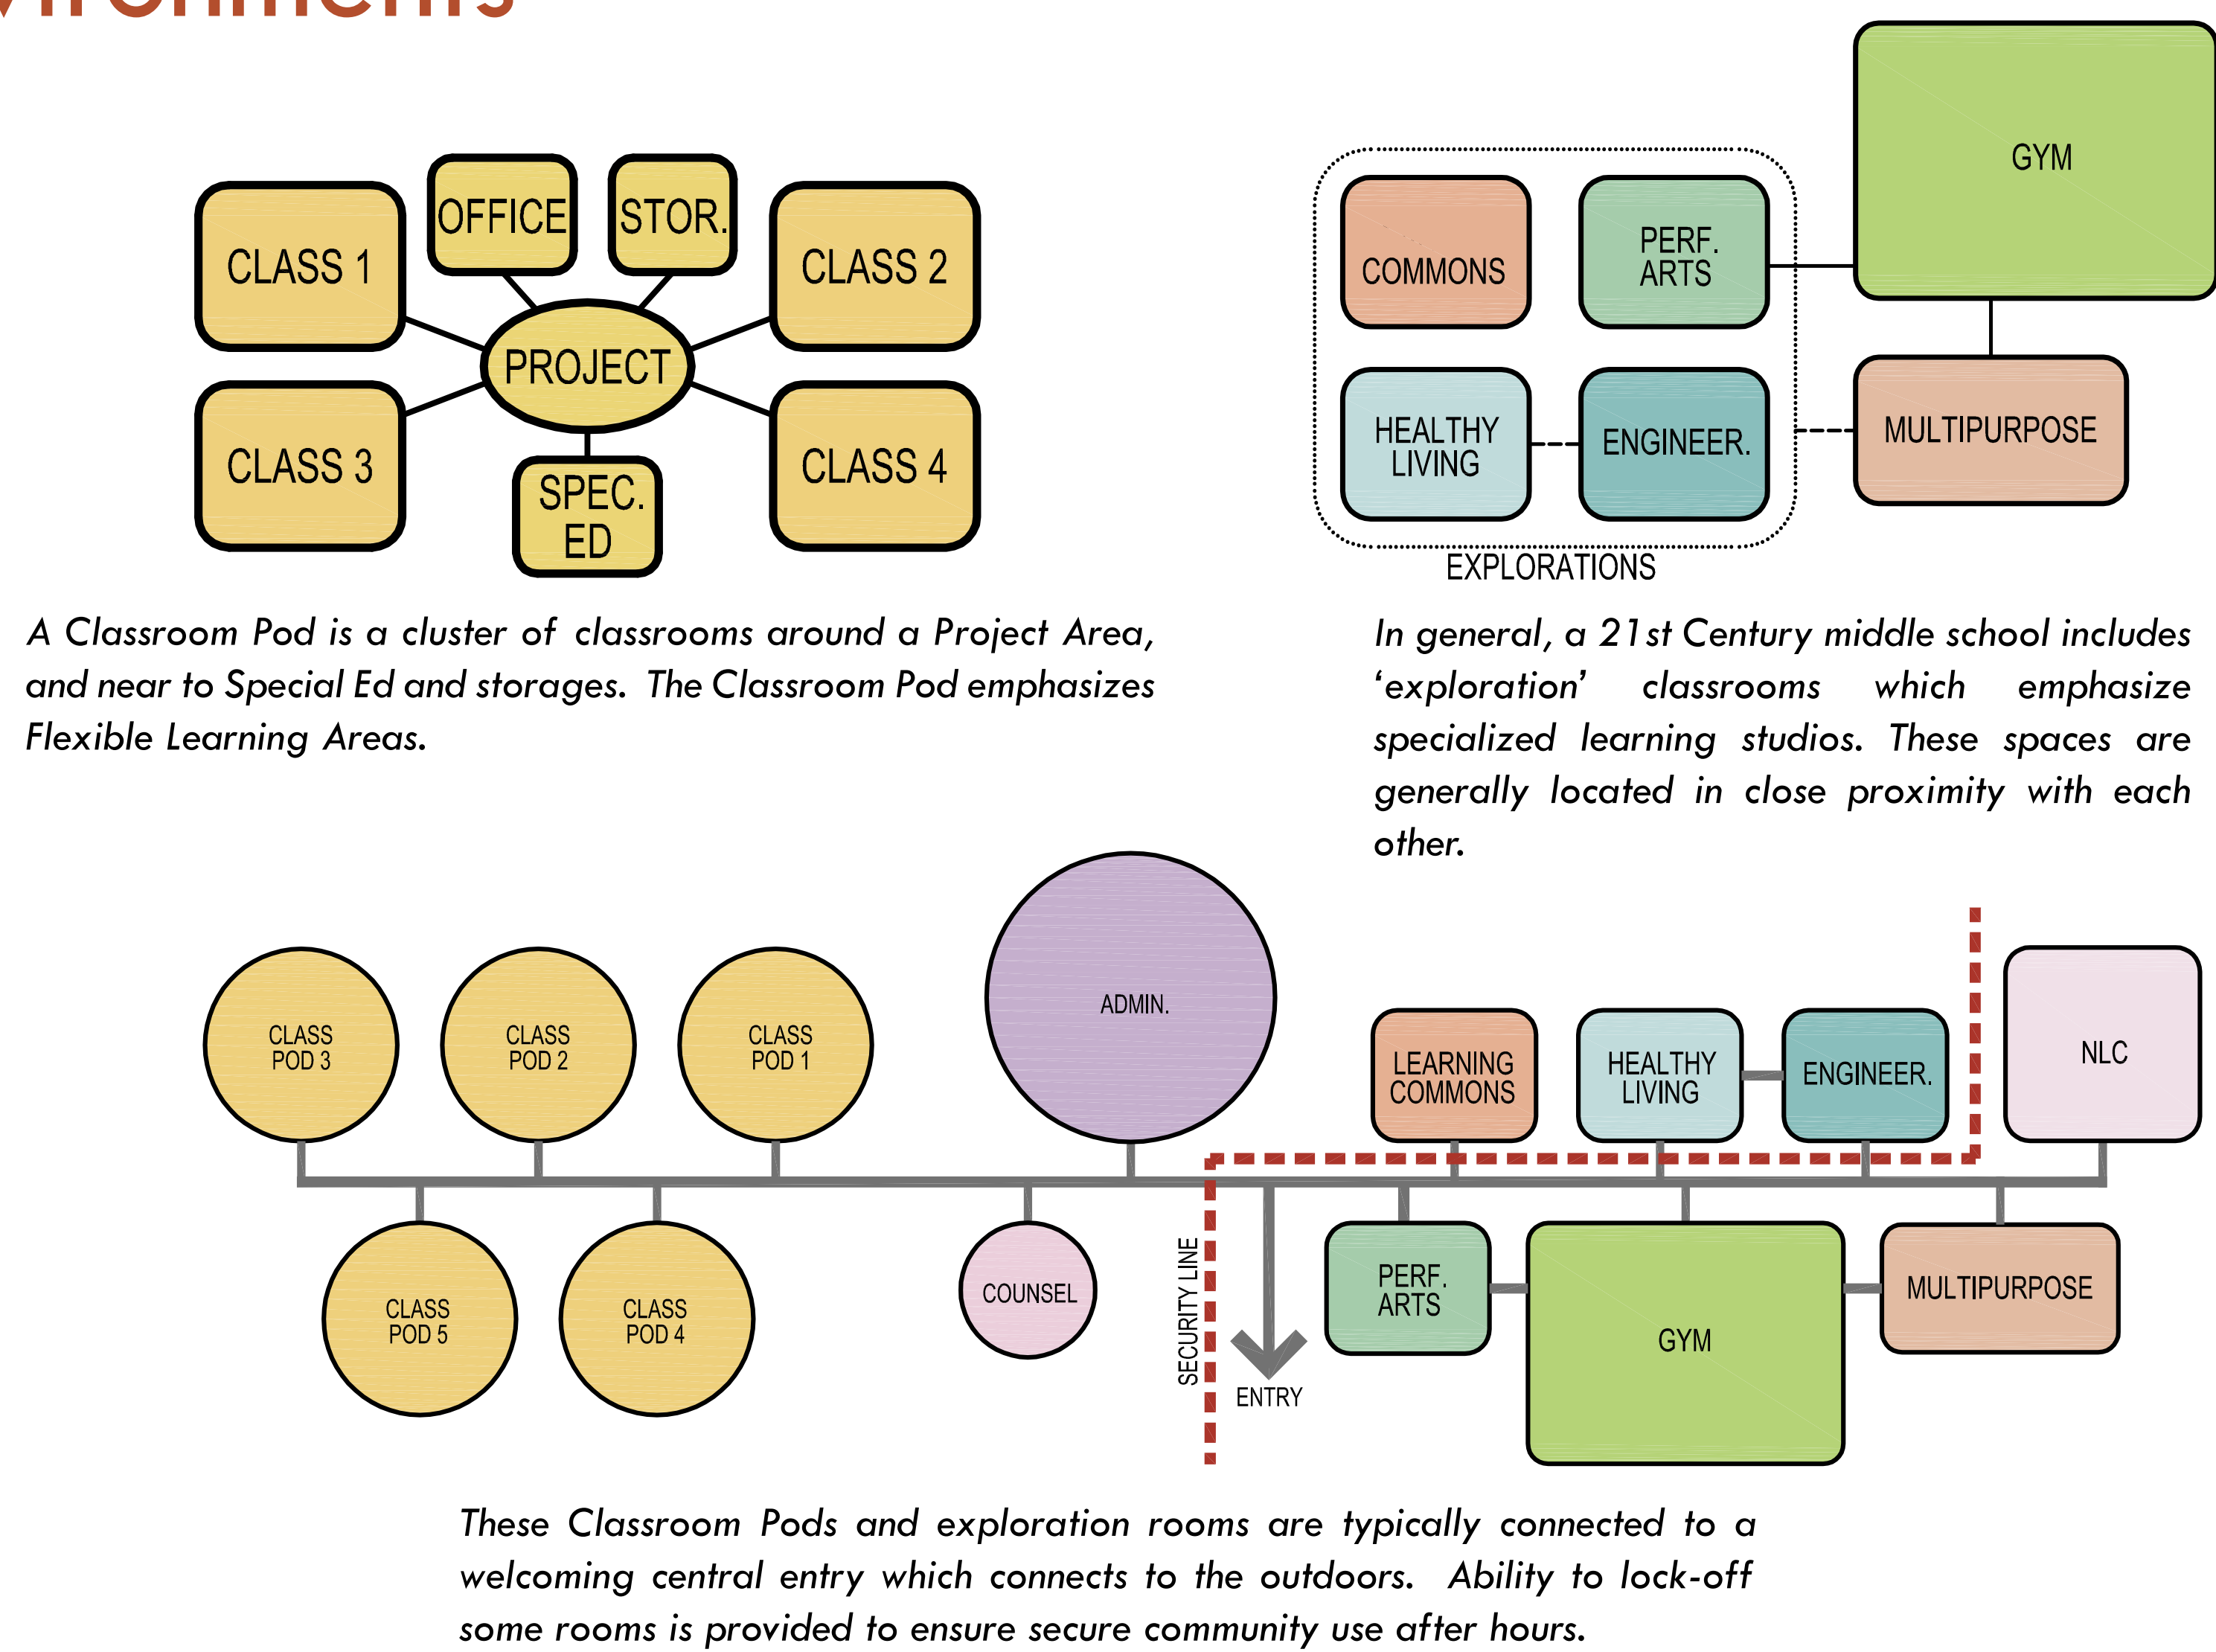 OFFICE
STOR.
CLASS 1
CLASS 2
PROJECT
CLASS 3
CLASS 4
SPEC.
ED
GYM
COMMONS
PERF.
ARTS
HEALTHY
LIVING
ENGINEER.
MULTIPURPOSE
EXPLORATIONS
A Classroom Pod is a cluster of classrooms around a Project Area,
and near to Special Ed and storages. The Classroom Pod emphasizes
Flexible Learning Areas.
In general, a 21st Century middle school includes
‘exploration’ classrooms which emphasize
specialized learning studios. These spaces are
generally located in close proximity with each
other.
CLASS
POD 3
CLASS
POD 2
CLASS
POD 1
ADMIN.
LEARNING
COMMONS
HEALTHY
LIVING
ENGINEER.
NLC
CLASS
POD 5
CLASS
POD 4
COUNSEL
SECURITY LINE
ENTRY
PERF.
ARTS
GYM
MULTIPURPOSE
These Classroom Pods and exploration rooms are typically connected to a
welcoming central entry which connects to the outdoors. Ability to lock-off
some rooms is provided to ensure secure community use after hours.